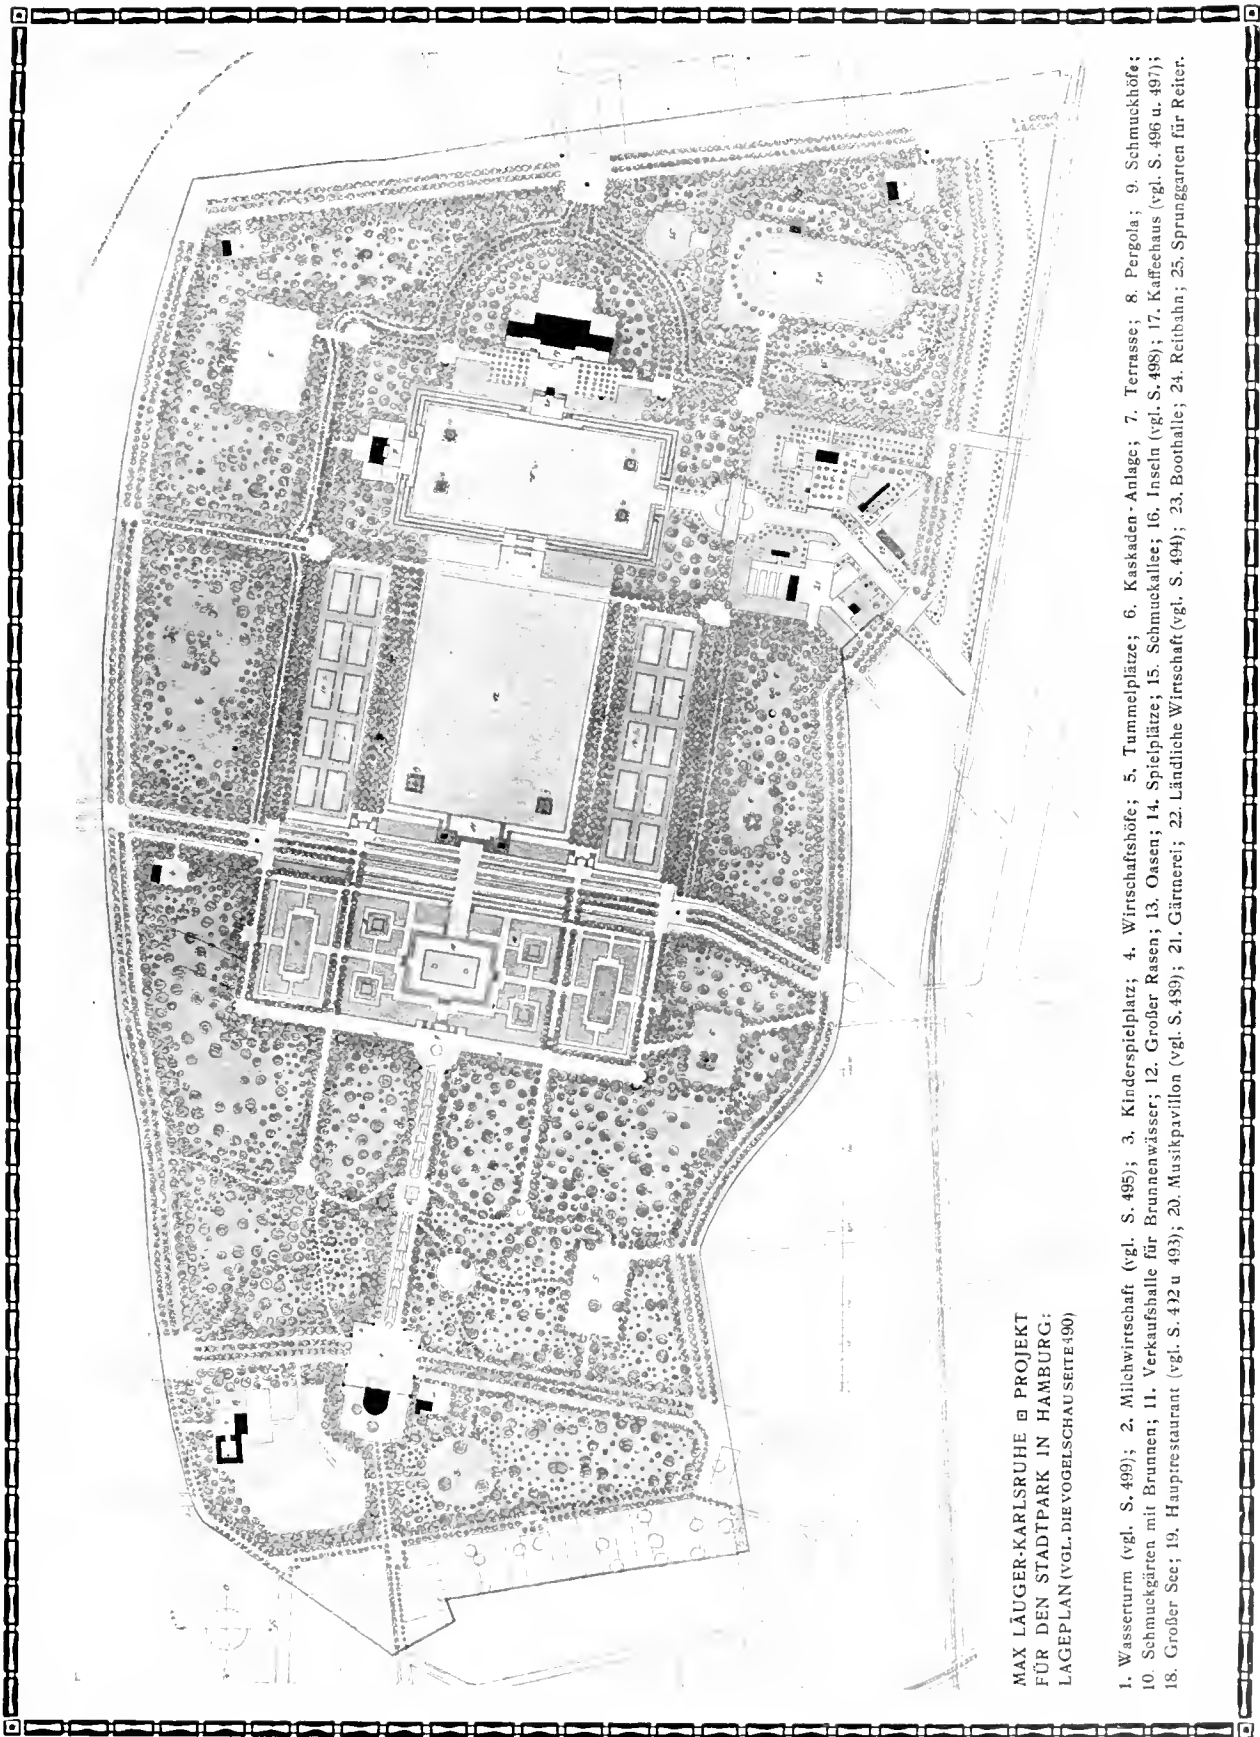 MAX LÄUGER-KARLSRUHE ⊡ PROJEKT
FÜR DEN STADTPARK IN HAMBURG:
LAGEPLAN (VGL. DIE VOGELSCHAU SEITE 490)
1. Wasserturm (vgl. S. 499); 2. Milchwirtschaft (vgl. S. 495); 3. Kinderspielplatz; 4. Wirtschaftshöfe; 5. Tummelplätze; 6. Kaskaden-Anlage; 7. Terrasse; 8. Pergola; 9. Schmuckhöfe;
10. Schmuckgärten mit Brunnen; 11. Verkaufshalle für Brunnenwässer; 12. Großer Rasen; 13. Oasen; 14. Spielplätze; 15. Schmuckallee; 16. Inseln (vgl. S. 498); 17. Kaffeehaus (vgl. S. 496 u. 497);
18. Großer See; 19. Hauptrestaurant (vgl. S. 492 u 493); 20. Musikpavillon (vgl. S. 489); 21. Gärtnerei; 22. Ländliche Wirtschaft (vgl. S. 494); 23. Boothalle; 24. Reitbahn; 25. Sprunggarten für Reiter.